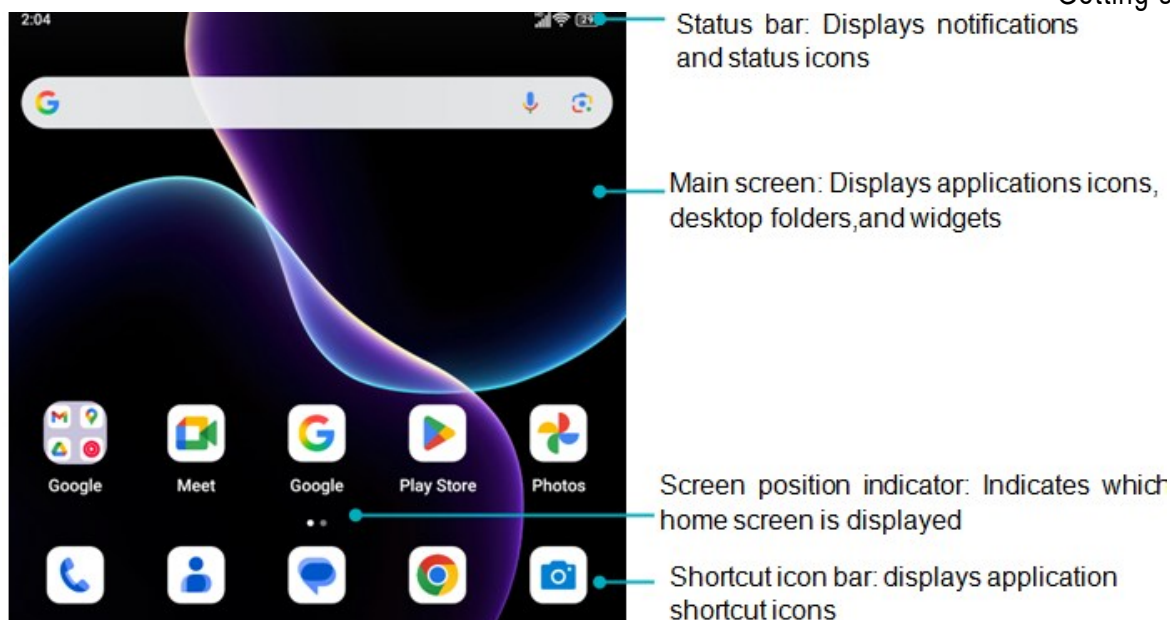 2:04
Status bar: Displays notifications
and status icons
Main screen: Displays applications icons,
desktop folders,and widgets
Google
Meet
Google
Play Store
Photos
Screen position indicator: Indicates which
home screen is displayed
Shortcut icon bar: displays application
shortcut icons